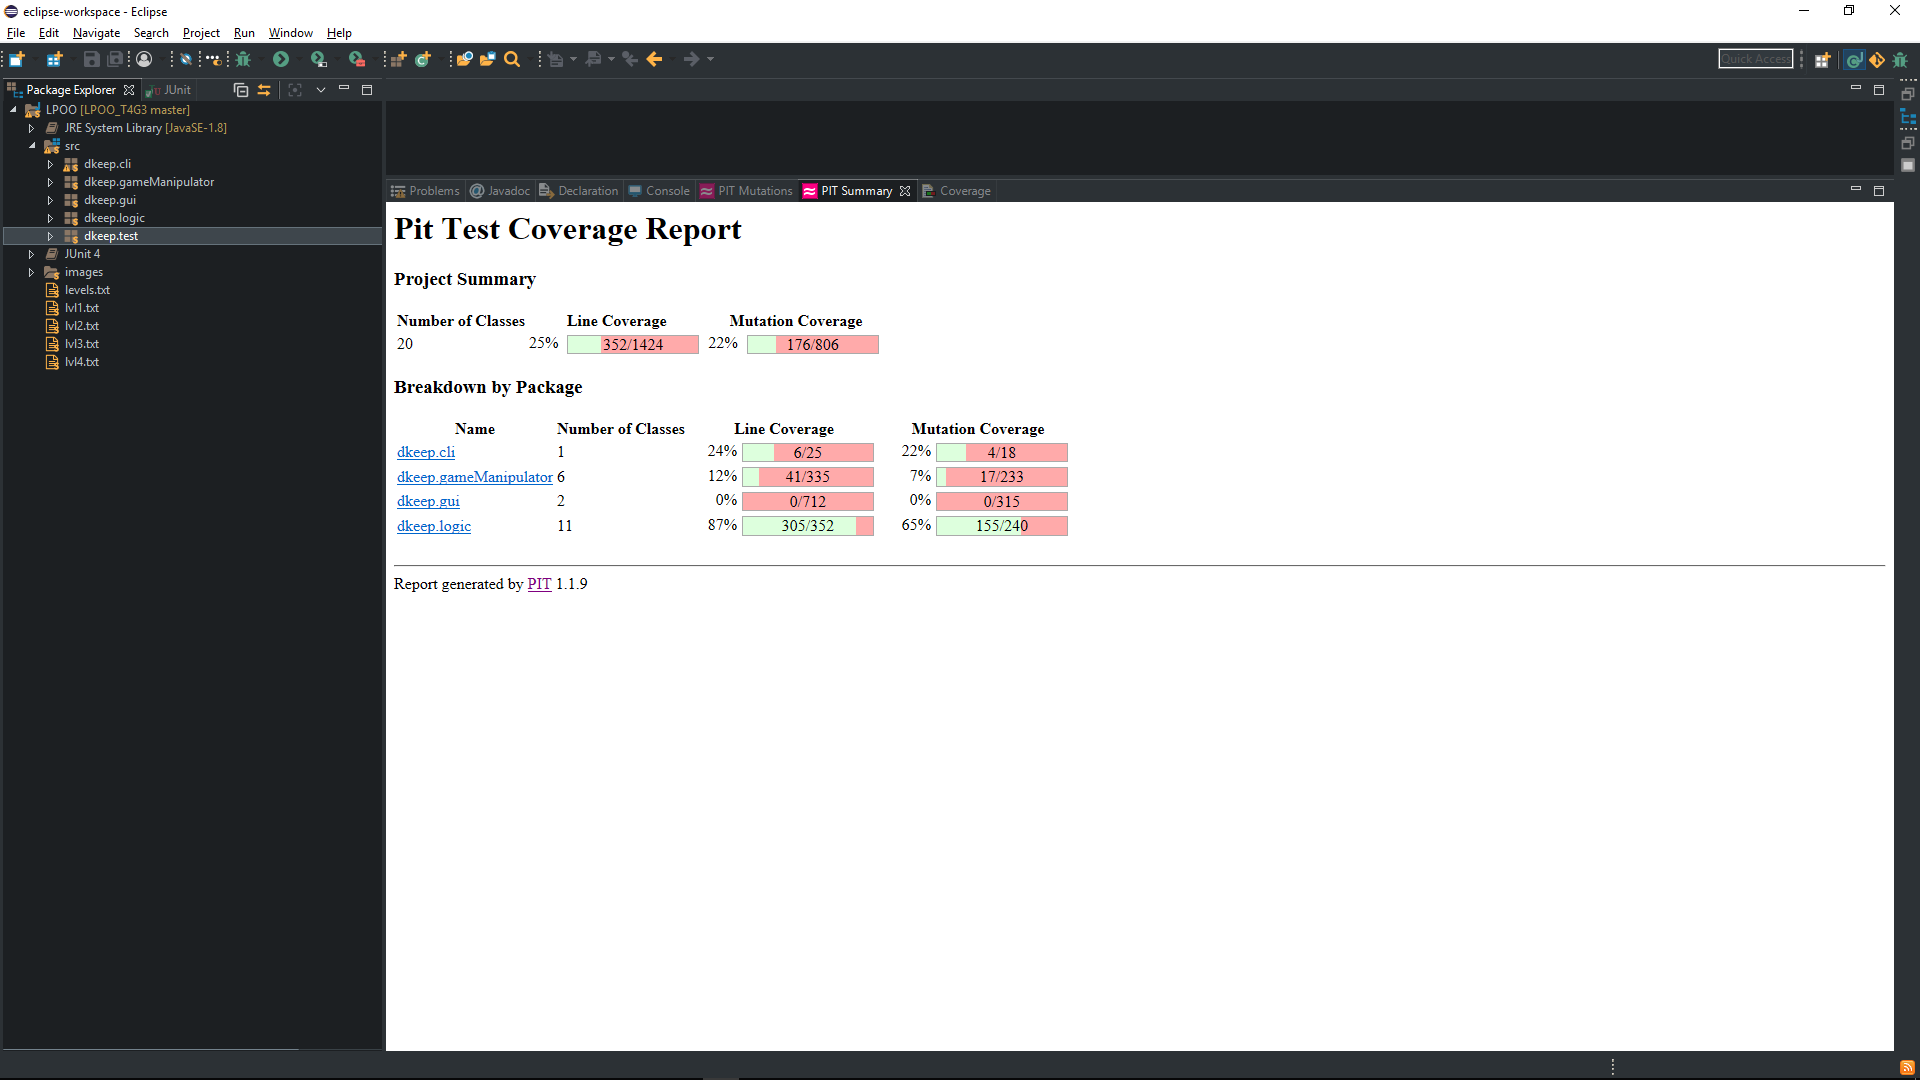 eclipse-workspace - Eclipse
File Edit Navigate Search Project Run Window Help
Quick Access
Package Explorer JUnit
LPOO [LPOO_T4G3 master]
JRE System Library [JavaSE-1.8]
src
dkeep.cli
dkeep.gameManipulator
dkeep.gui
dkeep.logic
dkeep.test
JUnit 4
images
levels.txt
lvl1.txt
lvl2.txt
lvl3.txt
lvl4.txt
Problems Javadoc Declaration Console PIT Mutations PIT Summary Coverage
Pit Test Coverage Report
Project Summary
Number of Classes Line Coverage Mutation Coverage
20 25% 352/1424 22% 176/806
Breakdown by Package
Name Number of Classes Line Coverage Mutation Coverage
dkeep.cli 1 24% 6/25 22% 4/18
dkeep.gameManipulator 6 12% 41/335 7% 17/233
dkeep.gui 2 0% 0/712 0% 0/315
dkeep.logic 11 87% 305/352 65% 155/240
Report generated by PIT 1.1.9